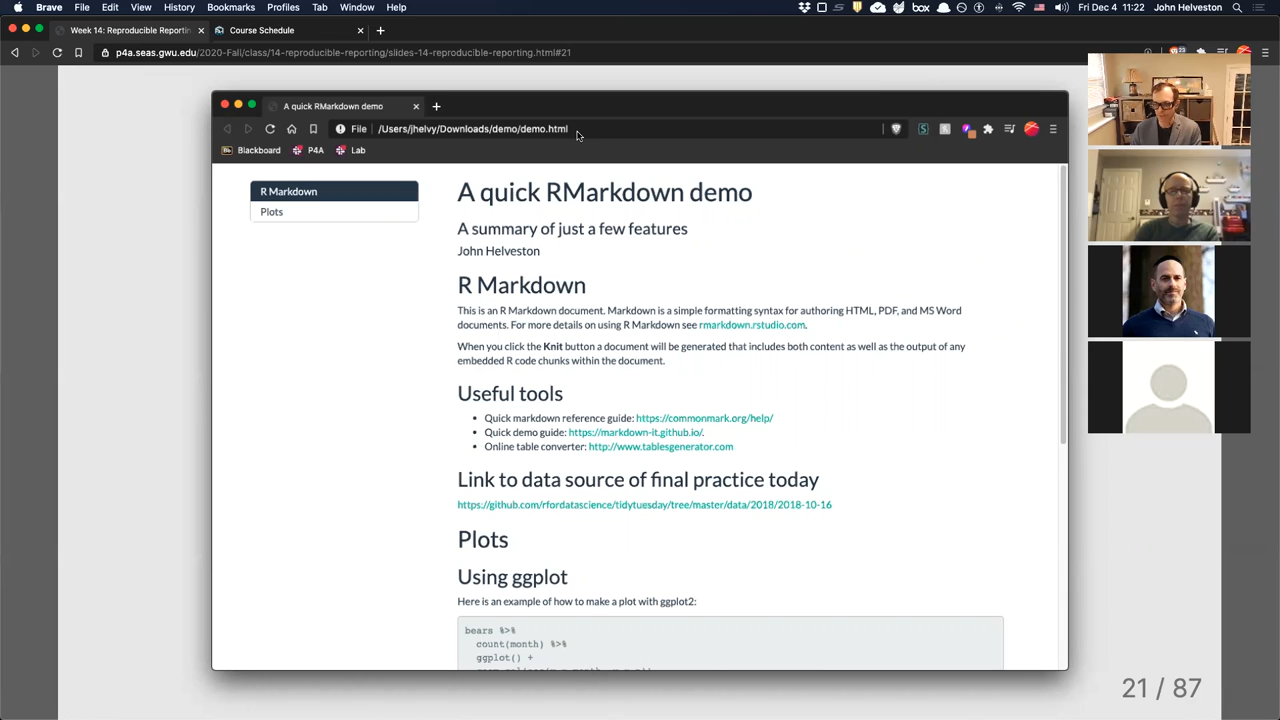 Brave File Edit View History Bookmarks Profiles Tab Window Help box Fri Dec 4 11:22 John Helveston
Week 14: Reproducible Reportin Course Schedule
p4a.seas.gwu.edu/2020-Fall/class/14-reproducible-reporting/slides-14-reproducible-reporting.html#21
A quick RMarkdown demo
File /Users/jhelvy/Downloads/demo/demo.html
Blackboard P4A Lab
R Markdown
Plots
A quick RMarkdown demo
A summary of just a few features
John Helveston
R Markdown
This is an R Markdown document. Markdown is a simple formatting syntax for authoring HTML, PDF, and MS Word
documents. For more details on using R Markdown see rmarkdown.rstudio.com.
When you click the Knit button a document will be generated that includes both content as well as the output of any
embedded R code chunks within the document.
Useful tools
• Quick markdown reference guide: https://commonmark.org/help/
• Quick demo guide: https://markdown-it.github.io/.
• Online table converter: http://www.tablesgenerator.com
Link to data source of final practice today
https://github.com/rfordatascience/tidytuesday/tree/master/data/2018/2018-10-16
Plots
Using ggplot
Here is an example of how to make a plot with ggplot2:
bears %>%
count(month) %>%
ggplot() +
21 / 87